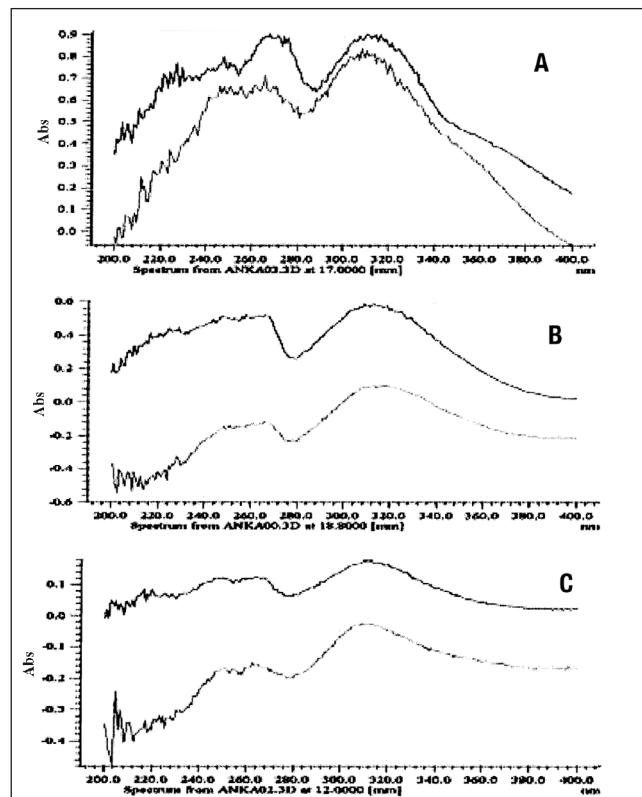 A
Abs
0.9
0.8
0.7
0.6
0.5
0.4
0.3
0.2
0.1
0.0
200.0 220.0 240.0 260.0 280.0 300.0 320.0 340.0 360.0 380.0 400.0
Spectrum from ANKA03.3D at 17.0000 [mm] nm
B
Abs
0.6
0.4
0.2
0.0
-0.2
-0.4
-0.6
200.0 220.0 240.0 260.0 280.0 300.0 320.0 340.0 360.0 380.0 400.0
Spectrum from ANKA00.3D at 18.8000 [mm] nm
C
Abs
0.1
0.0
-0.1
-0.2
-0.3
-0.4
200.0 220.0 240.0 260.0 280.0 300.0 320.0 340.0 360.0 380.0 400.0
Spectrum from ANKA02.3D at 12.0000 [mm] nm